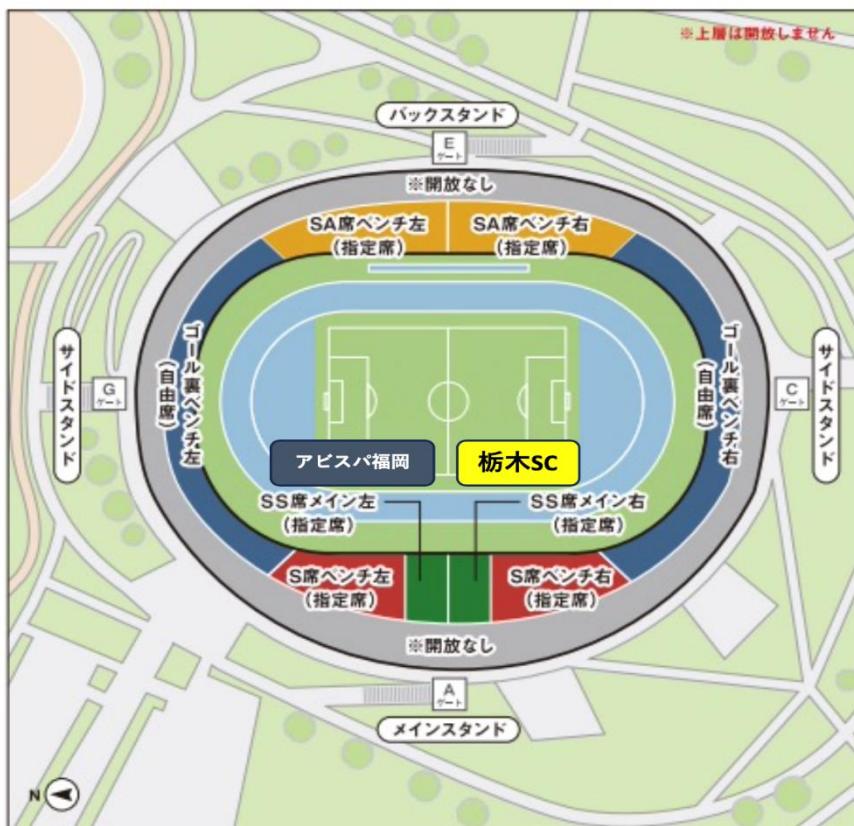 ※上層は開放しません
バックスタンド
E
ゲート
※開放なし
SA席ベンチ左
(指定席)
SA席ベンチ右
(指定席)
サイドスタンド
G
ゲート
ゴール裏ベンチ左
(自由席)
ゴール裏ベンチ右
(自由席)
C
ゲート
サイドスタンド
アビスパ福岡
栃木SC
SS席メイン左
(指定席)
SS席メイン右
(指定席)
S席ベンチ左
(指定席)
S席ベンチ右
(指定席)
※開放なし
A
ゲート
メインスタンド
N